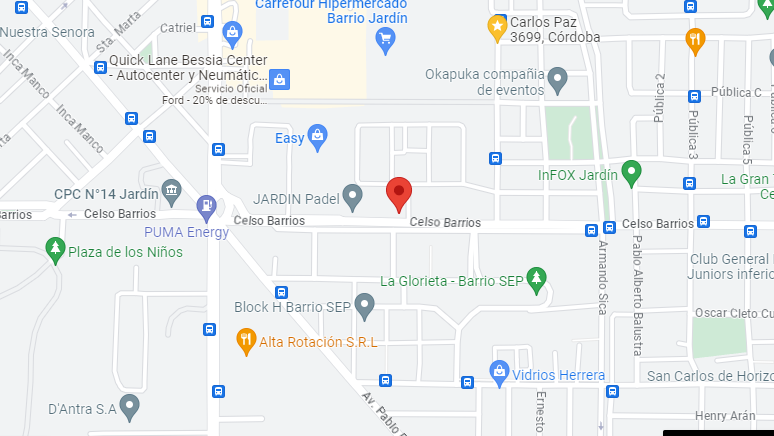 Carrefour Hipermercado
Barrio Jardín
Catriel
Nuestra Senora
Sta. Marta
Carlos Paz
3699, Córdoba
Quick Lane Bessia Center
- Autocenter y Neumátic...
Servicio Oficial
Ford - 20% de descu...
Okapuka compañia
de eventos
Inca Manco
Inca Manco
Pública 2
Pública C
Pública 3
Pública 5
Easy
InFOX Jardín
La Gran
Ce
CPC N°14 Jardín
JARDIN Padel
Barrios
Celso Barrios
Celso Barrios
Celso Barrios
Celso Barrios
PUMA Energy
Plaza de los Niños
Armando Sica
Pablo Alberto Balustra
Club General
Juniors inferior
La Glorieta - Barrio SEP
Block H Barrio SEP
Oscar Cleto Cu
Alta Rotación S.R.L
Vidrios Herrera
San Carlos de Horizo
D'Antra S.A
Av. Pablo
Ernesto
Henry Arán